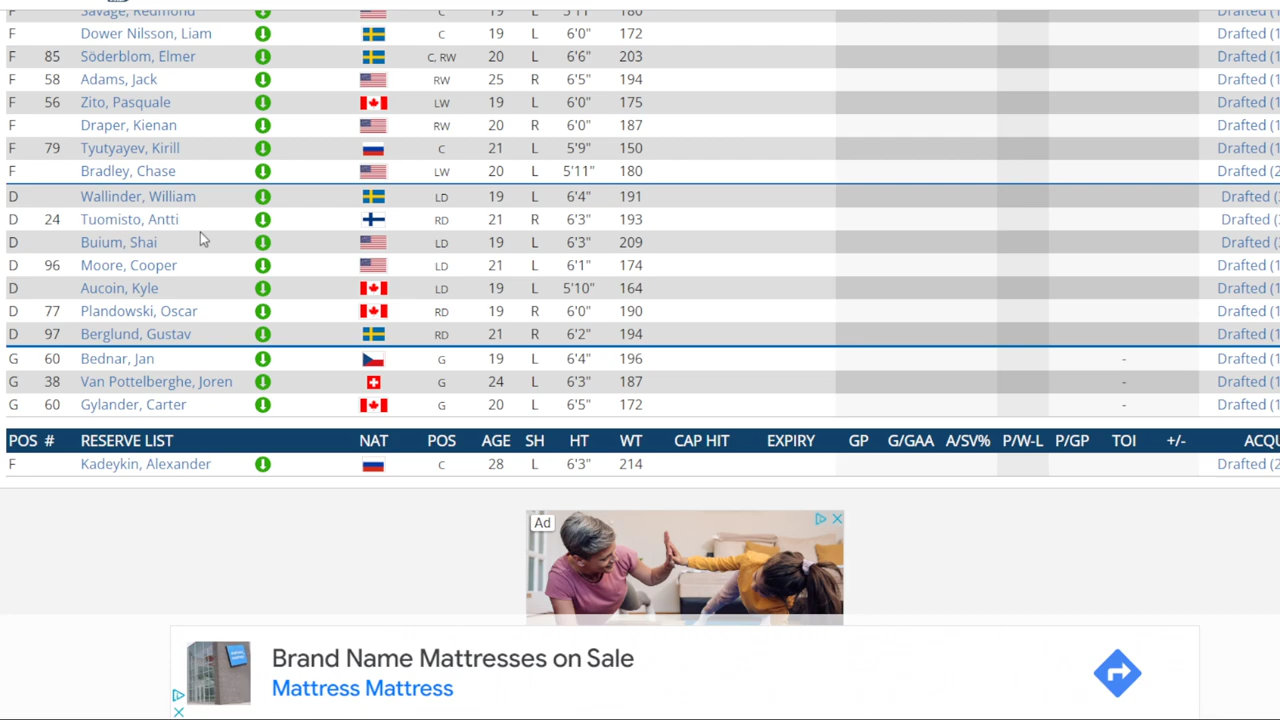 F Savage, Redmond C 19 L 5'11" 180 Drafted (1
F Dower Nilsson, Liam C 19 L 6'0" 172 Drafted (1
F 85 Söderblom, Elmer C, RW 20 L 6'6" 203 Drafted (1
F 58 Adams, Jack RW 25 R 6'5" 194 Drafted (1
F 56 Zito, Pasquale LW 19 L 6'0" 175 Drafted (1
F Draper, Kienan RW 20 R 6'0" 187 Drafted (1
F 79 Tyutyayev, Kirill C 21 L 5'9" 150 Drafted (1
F Bradley, Chase LW 20 L 5'11" 180 Drafted (2
D Wallinder, William LD 19 L 6'4" 191 Drafted (
D 24 Tuomisto, Antti RD 21 R 6'3" 193 Drafted (
D Buium, Shai LD 19 L 6'3" 209 Drafted (
D 96 Moore, Cooper LD 21 L 6'1" 174 Drafted (1
D Aucoin, Kyle LD 19 L 5'10" 164 Drafted (1
D 77 Plandowski, Oscar RD 19 R 6'0" 190 Drafted (1
D 97 Berglund, Gustav RD 21 R 6'2" 194 Drafted (1
G 60 Bednar, Jan G 19 L 6'4" 196 - Drafted (1
G 38 Van Pottelberghe, Joren G 24 L 6'3" 187 - Drafted (1
G 60 Gylander, Carter G 20 L 6'5" 172 - Drafted (1
POS # RESERVE LIST NAT POS AGE SH HT WT CAP HIT EXPIRY GP G/GAA A/SV% P/W-L P/GP TOI +/- ACQU
F Kadeykin, Alexander C 28 L 6'3" 214 Drafted (2
Ad
Brand Name Mattresses on Sale
Mattress Mattress